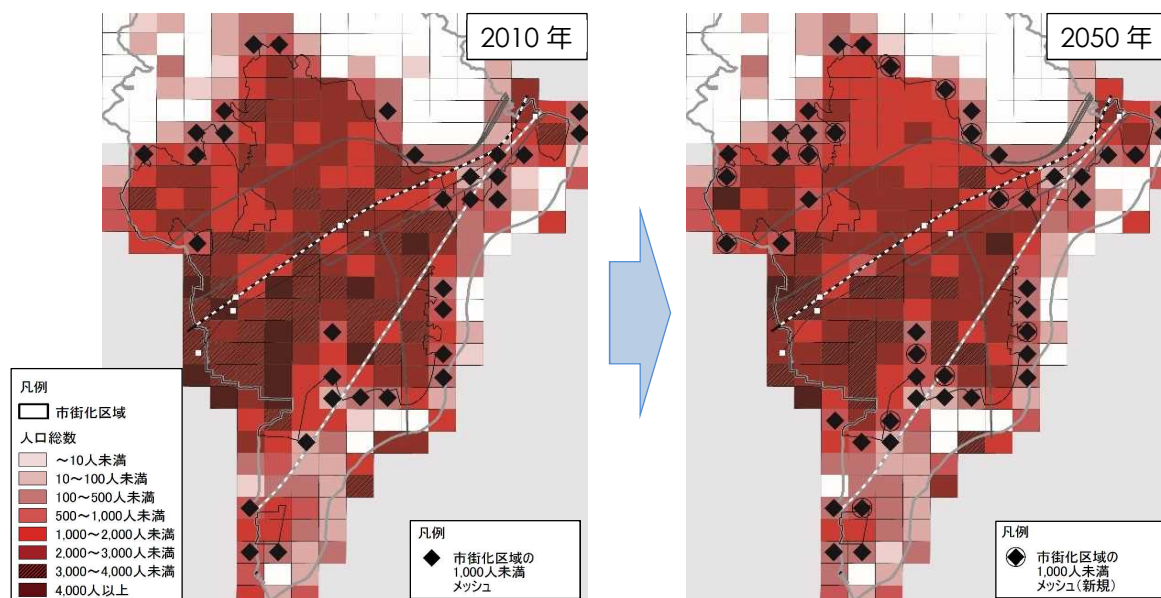 2010 年
2050 年
凡例
市街化区域
人口総数
～10人未満
10～100人未満
100～500人未満
500～1,000人未満
1,000～2,000人未満
2,000～3,000人未満
3,000～4,000人未満
4,000人以上
凡例
市街化区域の
1,000人未満
メッシュ
凡例
市街化区域の
1,000人未満
メッシュ(新規)